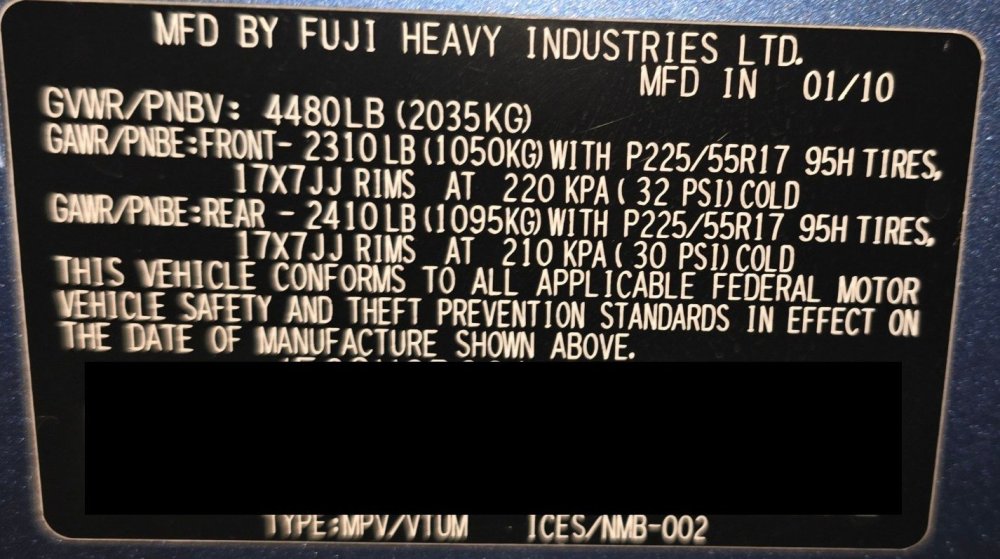 MFD BY FUJI HEAVY INDUSTRIES LTD.
MFD IN 01/10
GVWR/PNBV: 4480LB (2035KG)
GAWR/PNBE:FRONT- 2310LB (1050KG) WITH P225/55R17 95H TIRES,
17X7JJ RIMS AT 220 KPA ( 32 PSI) COLD
GAWR/PNBE:REAR - 2410LB (1095KG) WITH P225/55R17 95H TIRES,
17X7JJ RIMS AT 210 KPA ( 30 PSI) COLD
THIS VEHICLE CONFORMS TO ALL APPLICABLE FEDERAL MOTOR
VEHICLE SAFETY AND THEFT PREVENTION STANDARDS IN EFFECT ON
THE DATE OF MANUFACTURE SHOWN ABOVE.
TYPE:MPV/VTUM ICES/NMB-002